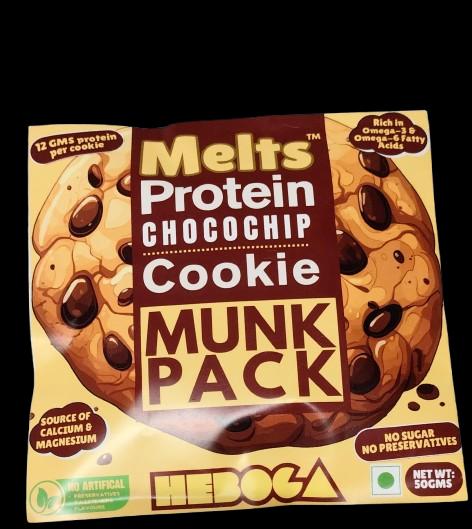 12 GMS protein
per cookie
Rich in
Omega-3 &
Omega-6 Fatty
Acids
Melts™
Protein
CHOCOCHIP
Cookie
MUNK
PACK
SOURCE OF
CALCIUM &
MAGNESIUM
NO SUGAR
NO PRESERVATIVES
NO ARTIFICAL
PRESERVATIVES
FLAVOURS
HEBOGA
NET WT:
50GMS